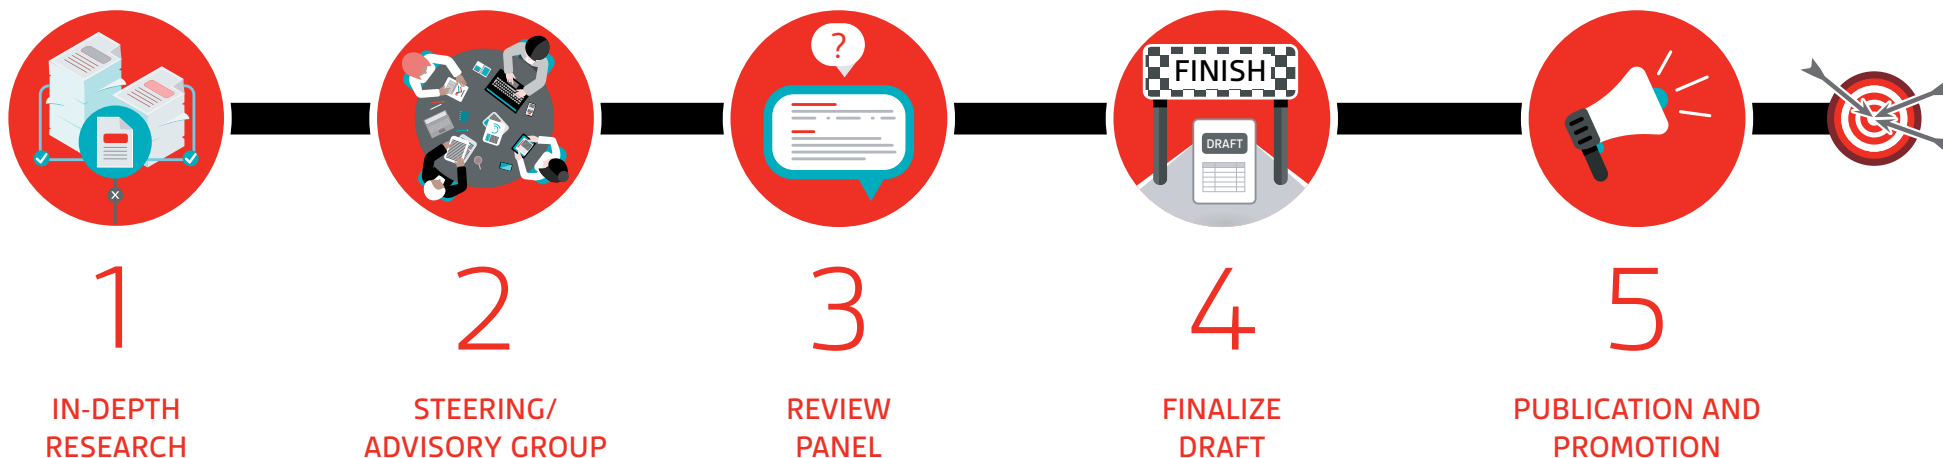 ?
FINISH
DRAFT
X
1
2
3
4
5
IN-DEPTH
RESEARCH
STEERING/
ADVISORY GROUP
REVIEW
PANEL
FINALIZE
DRAFT
PUBLICATION AND
PROMOTION